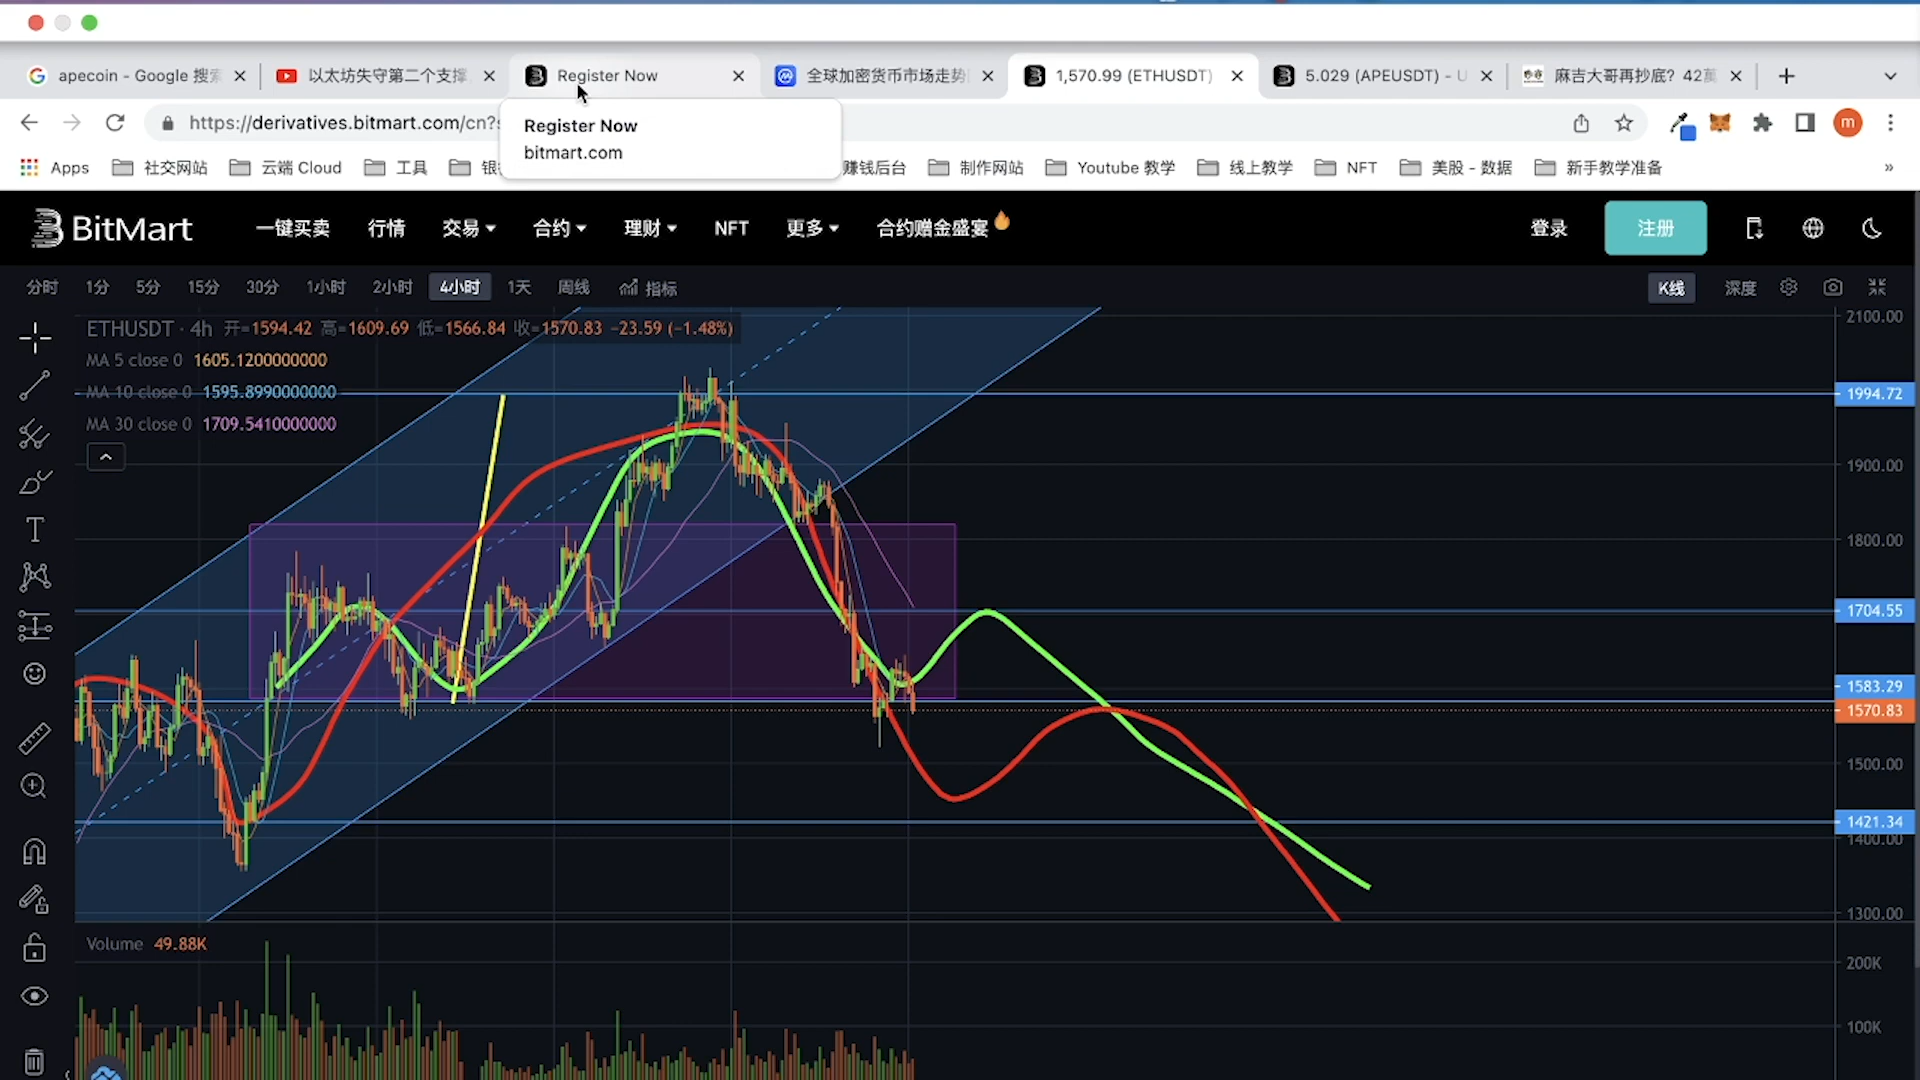 apecoin - Google 搜索
以太坊失守第二个支撑
Register Now
全球加密货币市场走势
1,570.99 (ETHUSDT)
5.029 (APEUSDT) - U
麻吉大哥再抄底? 42萬
https://derivatives.bitmart.com/cn?s
Register Now
bitmart.com
m
Apps
社交网站
云端 Cloud
工具
银
赚钱后台
制作网站
Youtube 教学
线上教学
NFT
美股 - 数据
新手教学准备
»
BitMart
一键买卖
行情
交易
合约
理财
NFT
更多
合约赠金盛宴
登录
注册
分时
1分
5分
15分
30分
1小时
2小时
4小时
1天
周线
指标
K线
深度
ETHUSDT · 4h 开=1594.42 高=1609.69 低=1566.84 收=1570.83 −23.59 (−1.48%)
MA 5 close 0 1605.1200000000
MA 10 close 0 1595.8990000000
MA 30 close 0 1709.5410000000
2100.00
1994.72
1900.00
1800.00
1704.55
1583.29
1570.83
1500.00
1421.34
1400.00
1300.00
Volume 49.88K
200K
100K